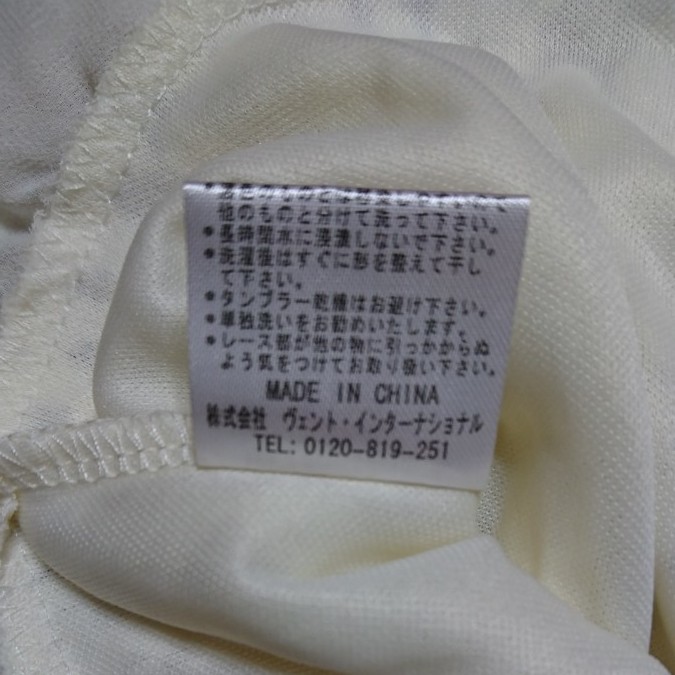 他のものと分けて洗って下さい。
*長時間水に浸漬しないで下さい。
*洗濯後はすぐに形を整えて干し
て下さい。
*タンブラー乾燥はお避け下さい。
*単独洗いをお勧めいたします。
*レース部が他の物に引っかからぬ
よう気をつけてお取り扱い下さい。
MADE IN CHINA
株式会社 ヴェント・インターナショナル
TEL: 0120-819-251